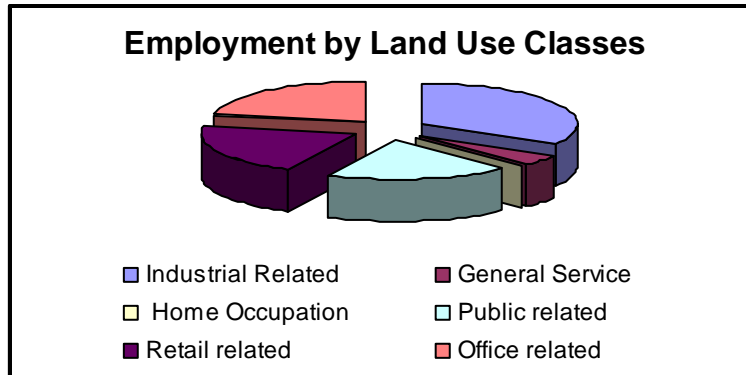 Employment by Land Use Classes
Industrial Related General Service
Home Occupation Public related
Retail related Office related